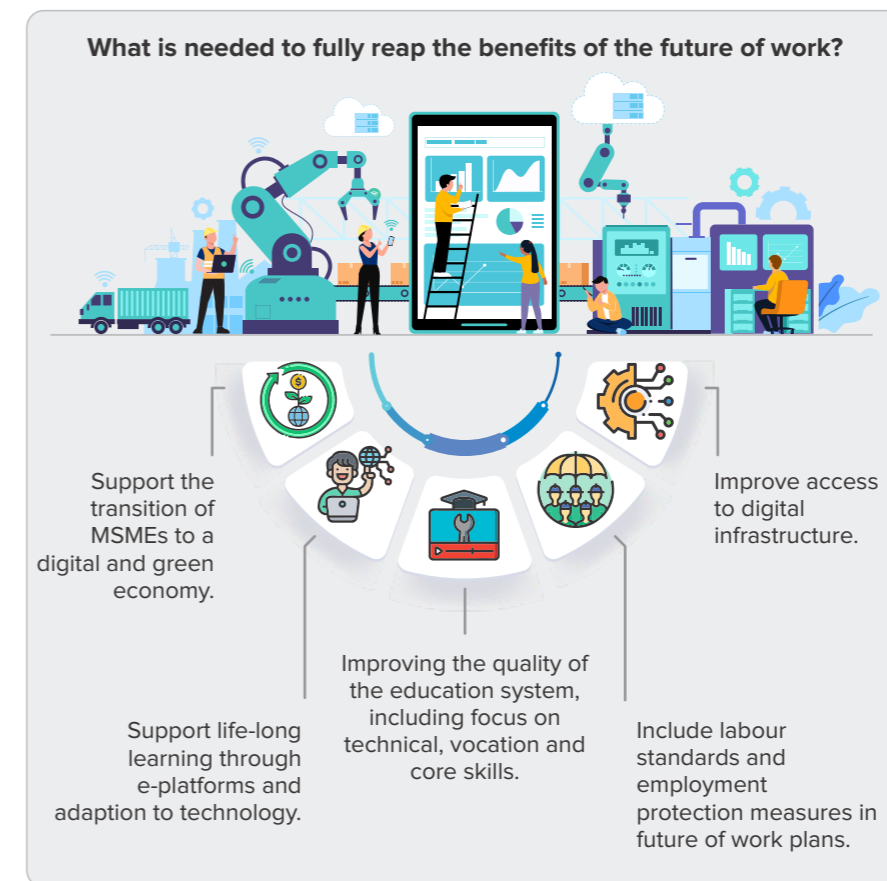 What is needed to fully reap the benefits of the future of work?
Support the
transition of
MSMEs to a
digital and green
economy.
Support life-long
learning through
e-platforms and
adaption to technology.
Improving the quality of
the education system,
including focus on
technical, vocation and
core skills.
Include labour
standards and
employment
protection measures in
future of work plans.
Improve access
to digital
infrastructure.